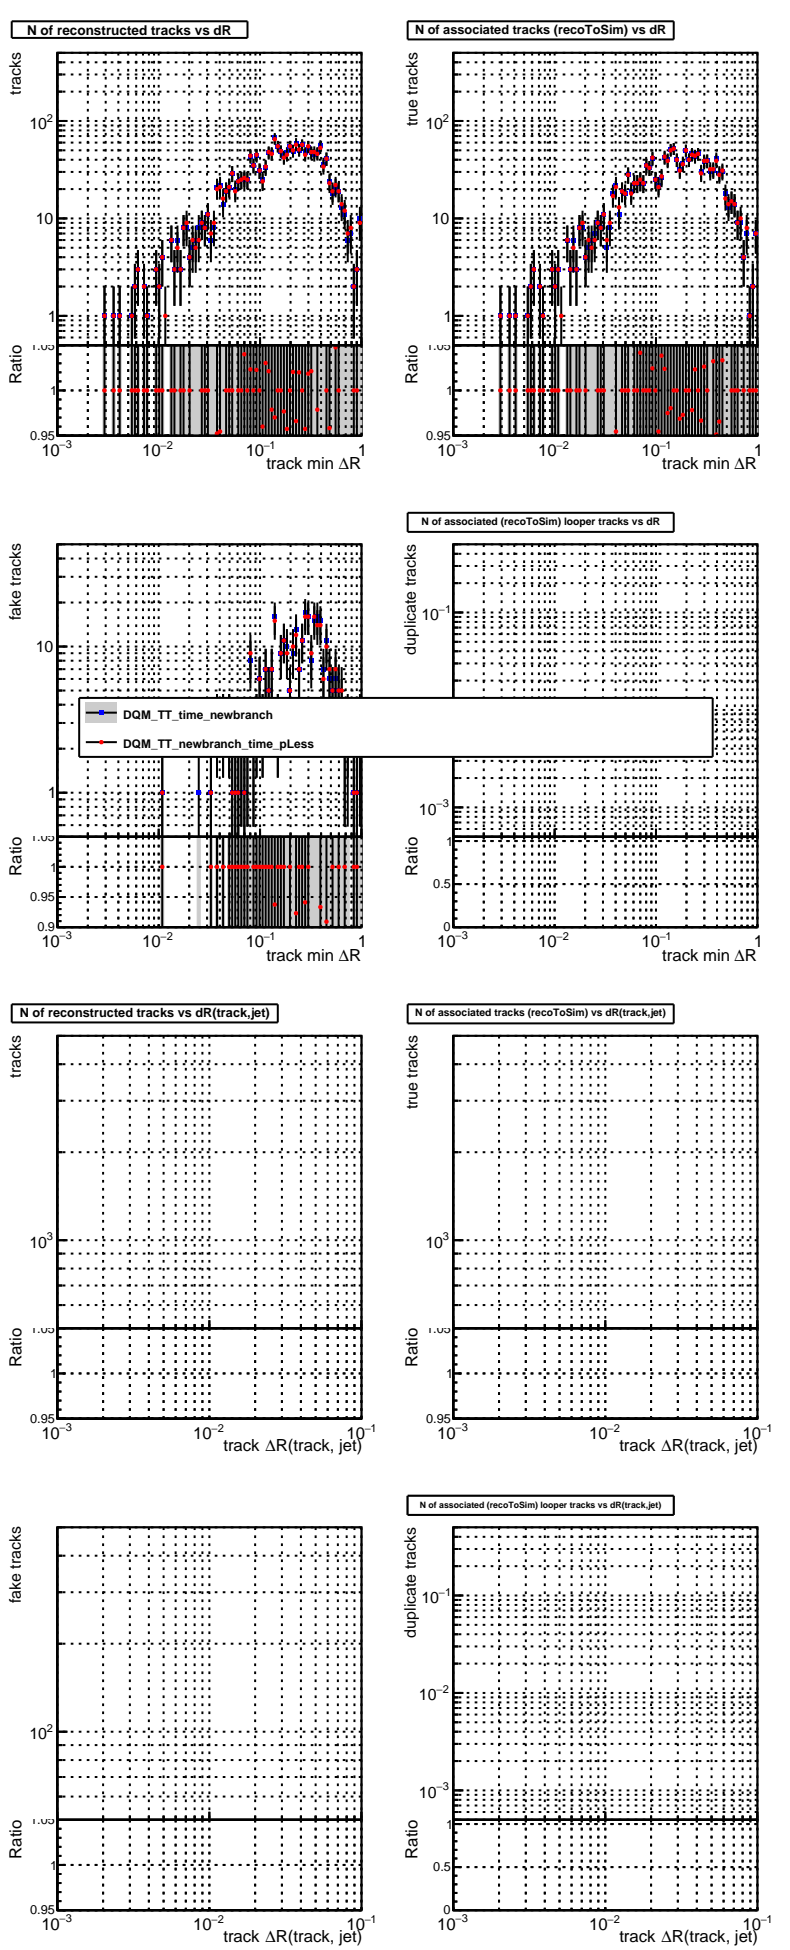 N of reconstructed tracks vs dR
N of associated tracks (recoToSim) vs dR
tracks
10²
10
1
Ratio
1.05
1
0.95
10⁻³ 10⁻² 10⁻¹ 1
track min ΔR
true tracks
10²
10
1
Ratio
1.05
1
0.95
10⁻³ 10⁻² 10⁻¹ 1
track min ΔR
N of associated (recoToSim) looper tracks vs dR
fake tracks
10
1
Ratio
1.05
1
0.95
0.9
10⁻³ 10⁻² 10⁻¹ 1
track min ΔR
duplicate tracks
10⁻¹
10⁻³
Ratio
1
0.5
0
10⁻³ 10⁻² 10⁻¹ 1
track min ΔR
DQM_TT_time_newbranch
DQM_TT_newbranch_time_pLess
N of reconstructed tracks vs dR(track,jet)
N of associated tracks (recoToSim) vs dR(track,jet)
tracks
10³
Ratio
1.05
1
0.95
10⁻³ 10⁻² 10⁻¹
track ΔR(track, jet)
true tracks
10³
Ratio
1.05
1
0.95
10⁻³ 10⁻² 10⁻¹
track ΔR(track, jet)
N of associated (recoToSim) looper tracks vs dR(track,jet)
fake tracks
10²
Ratio
1.05
1
0.95
10⁻³ 10⁻² 10⁻¹
track ΔR(track, jet)
duplicate tracks
10⁻¹
10⁻²
10⁻³
Ratio
1
0.5
0
10⁻³ 10⁻² 10⁻¹
track ΔR(track, jet)